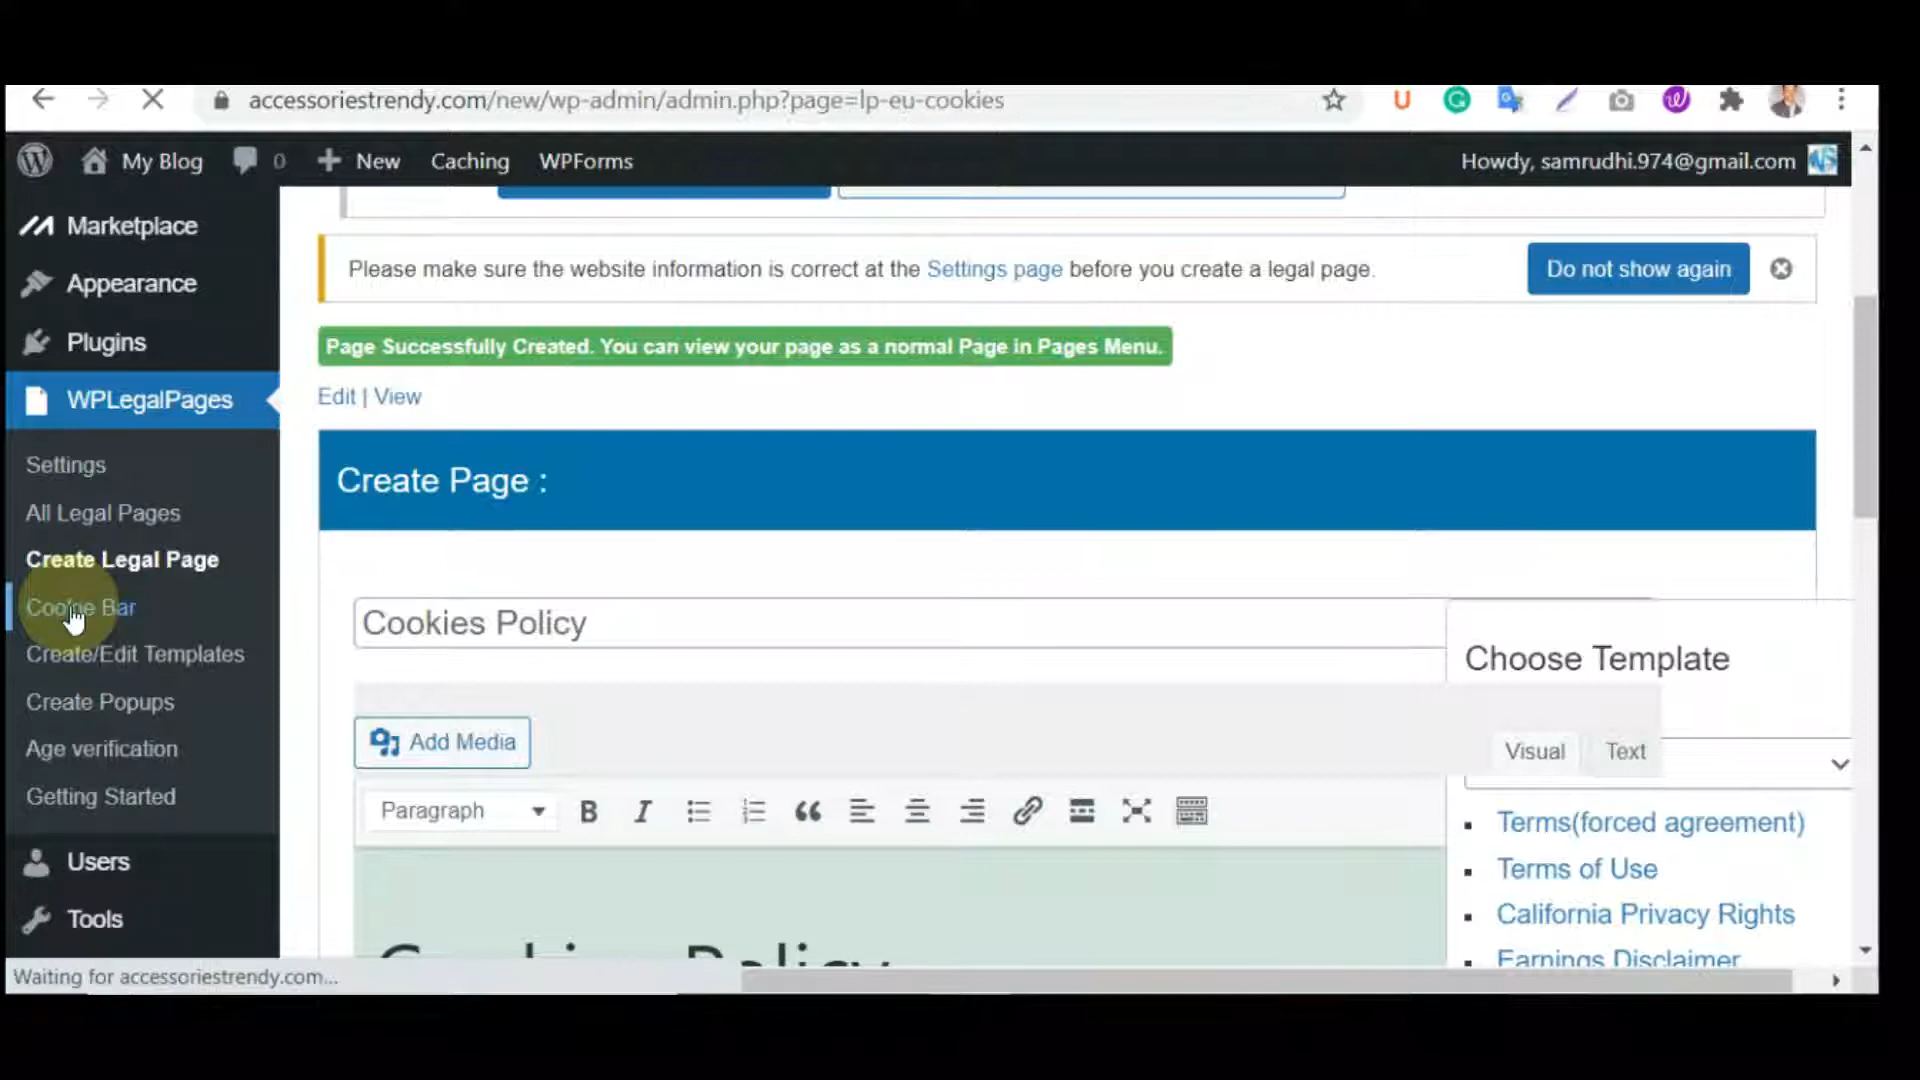 accessoriestrendy.com/new/wp-admin/admin.php?page=lp-eu-cookies
My Blog 0 New Caching WPForms Howdy, samrudhi.974@gmail.com
Marketplace
Appearance
Plugins
WPLegalPages
Settings
All Legal Pages
Create Legal Page
Cookie Bar
Create/Edit Templates
Create Popups
Age verification
Getting Started
Users
Tools
Please make sure the website information is correct at the Settings page before you create a legal page.
Do not show again
Page Successfully Created. You can view your page as a normal Page in Pages Menu.
Edit | View
Create Page :
Cookies Policy
Add Media
Visual Text
Paragraph
Cookies Policy
Choose Template
Terms(forced agreement)
Terms of Use
California Privacy Rights
Earnings Disclaimer
Waiting for accessoriestrendy.com...